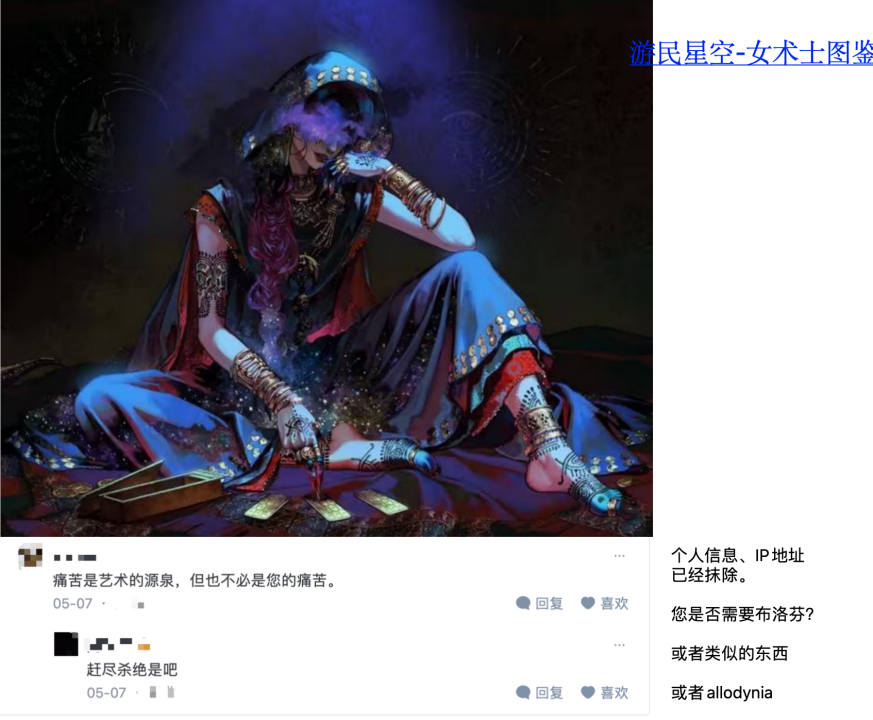 游民星空-女术士图鉴
痛苦是艺术的源泉，但也不必是您的痛苦。
05-07 ·
回复 喜欢
赶尽杀绝是吧
05-07 ·
回复 喜欢
个人信息、IP地址
已经抹除。
您是否需要布洛芬?
或者类似的东西
或者allodynia